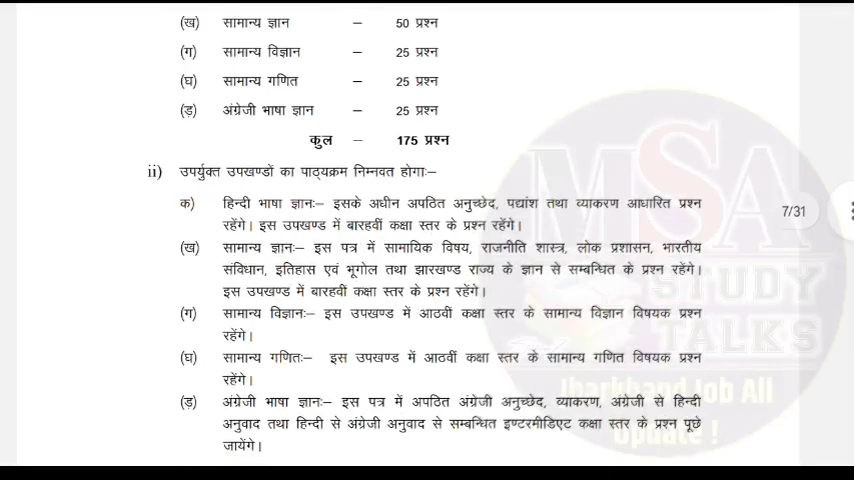 (ख) सामान्य ज्ञान – 50 प्रश्न
(ग) सामान्य विज्ञान – 25 प्रश्न
(घ) सामान्य गणित – 25 प्रश्न
(ड़) अंग्रेजी भाषा ज्ञान – 25 प्रश्न
कुल – 175 प्रश्न
ii) उपर्युक्त उपखण्डों का पाठ्यक्रम निम्नवत होगाः–
क) हिन्दी भाषा ज्ञानः– इसके अधीन अपठित अनुच्छेद, पद्यांश तथा व्याकरण आधारित प्रश्न
रहेंगे। इस उपखण्ड में बारहवीं कक्षा स्तर के प्रश्न रहेंगे।
(ख) सामान्य ज्ञानः– इस पत्र में सामायिक विषय, राजनीति शास्त्र, लोक प्रशासन, भारतीय
संविधान, इतिहास एवं भूगोल तथा झारखण्ड राज्य के ज्ञान से सम्बन्धित के प्रश्न रहेंगे।
इस उपखण्ड में बारहवीं कक्षा स्तर के प्रश्न रहेंगे।
(ग) सामान्य विज्ञानः– इस उपखण्ड में आठवीं कक्षा स्तर के सामान्य विज्ञान विषयक प्रश्न
रहेंगे।
(घ) सामान्य गणितः– इस उपखण्ड में आठवीं कक्षा स्तर के सामान्य गणित विषयक प्रश्न
रहेंगे।
(ड़) अंग्रेजी भाषा ज्ञानः– इस पत्र में अपठित अंग्रेजी अनुच्छेद, व्याकरण, अंग्रेजी से हिन्दी
अनुवाद तथा हिन्दी से अंग्रेजी अनुवाद से सम्बन्धित इण्टरमीडिएट कक्षा स्तर के प्रश्न पूछे
जायेंगे।
7/31
MSA
STUDY
TALKS
Jharkhand Job All
Update !